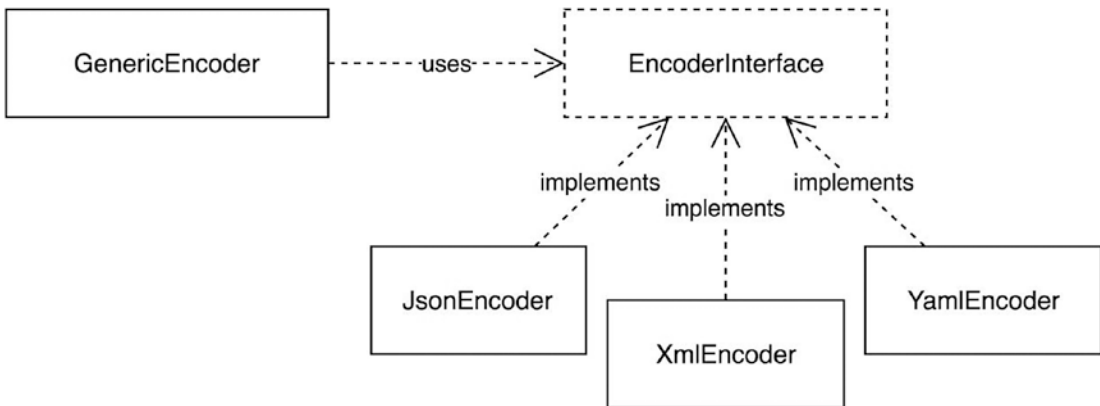 GenericEncoder
uses
EncoderInterface
implements
implements
implements
JsonEncoder
XmlEncoder
YamlEncoder